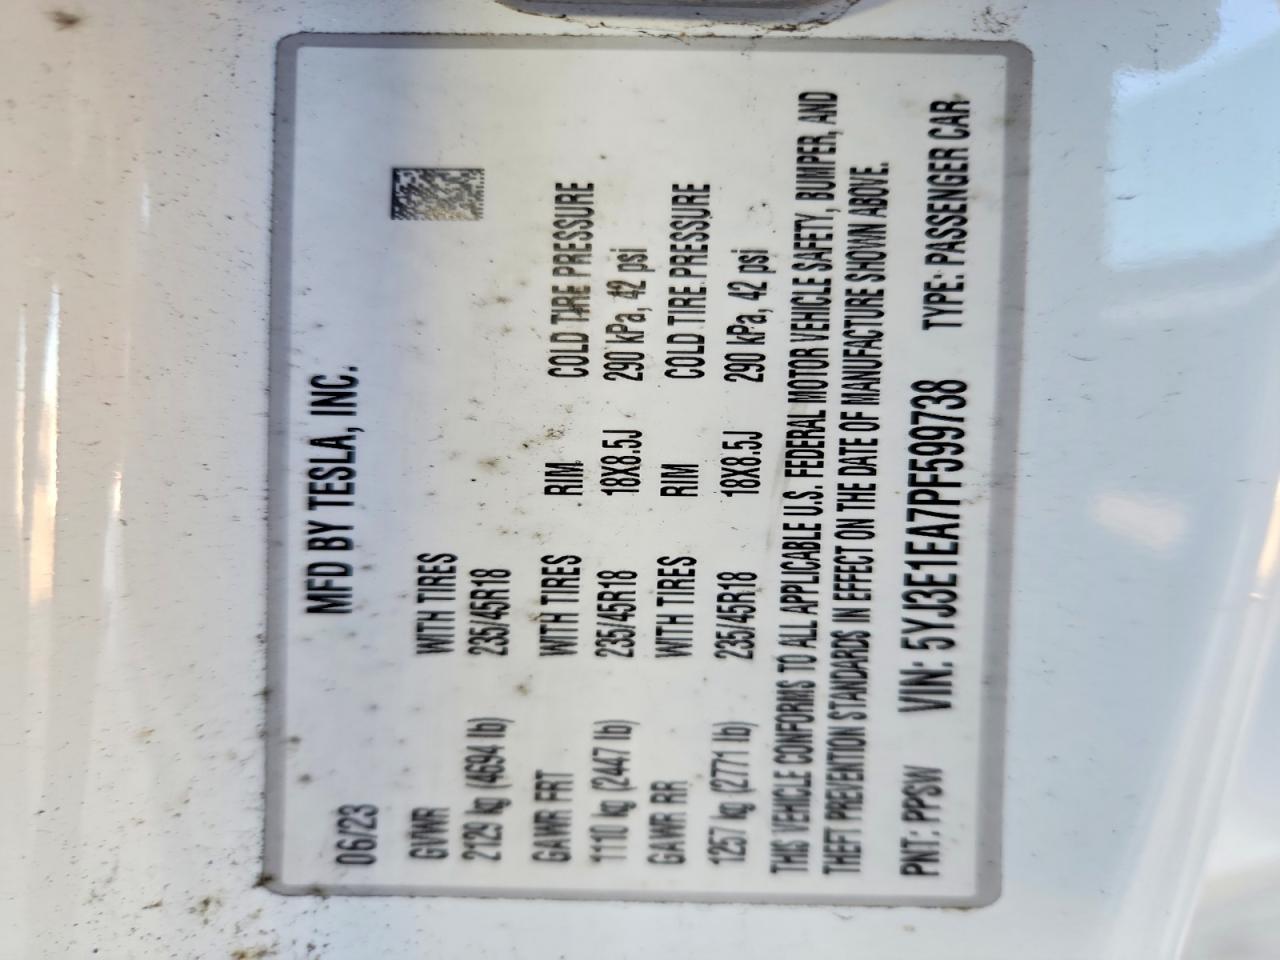 MFD BY TESLA, INC.
06/23
GVWR WITH TIRES
2129 kg (4694 lb) 235/45R18
GAWR FRT WITH TIRES RIM COLD TIRE PRESSURE
1110 kg (2447 lb) 235/45R18 18X8.5J 290 kPa, 42 psi
GAWR RR WITH TIRES RIM COLD TIRE PRESSURE
1257 kg (2771 lb) 235/45R18 18X8.5J 290 kPa, 42 psi
THIS VEHICLE CONFORMS TO ALL APPLICABLE U.S. FEDERAL MOTOR VEHICLE SAFETY, BUMPER, AND
THEFT PREVENTION STANDARDS IN EFFECT ON THE DATE OF MANUFACTURE SHOWN ABOVE.
PNT: PPSW VIN: 5YJ3E1EA7PF599738 TYPE: PASSENGER CAR